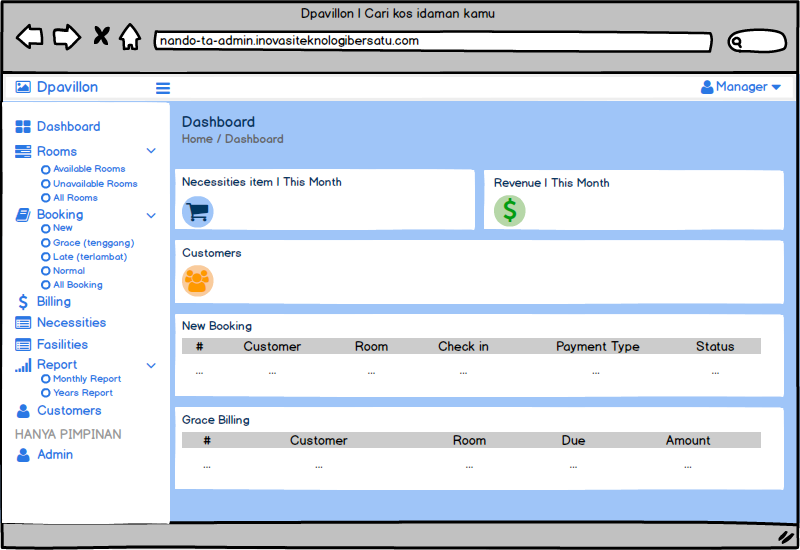 Dpavillon | Cari kos idaman kamu
nando-ta-admin.inovasiteknologibersatu.com
Dpavillon
Manager
Dashboard
Rooms
Available Rooms
Unavailable Rooms
All Rooms
Booking
New
Grace (tenggang)
Late (terlambat)
Normal
All Booking
Billing
Necessities
Fasilities
Report
Monthly Report
Years Report
Customers
HANYA PIMPINAN
Admin
Dashboard
Home / Dashboard
Necessities item | This Month
Revenue | This Month
$
Customers
New Booking
# Customer Room Check in Payment Type Status
... ... ... ... ... ...
Grace Billing
# Customer Room Due Amount
... ... ... ... ...